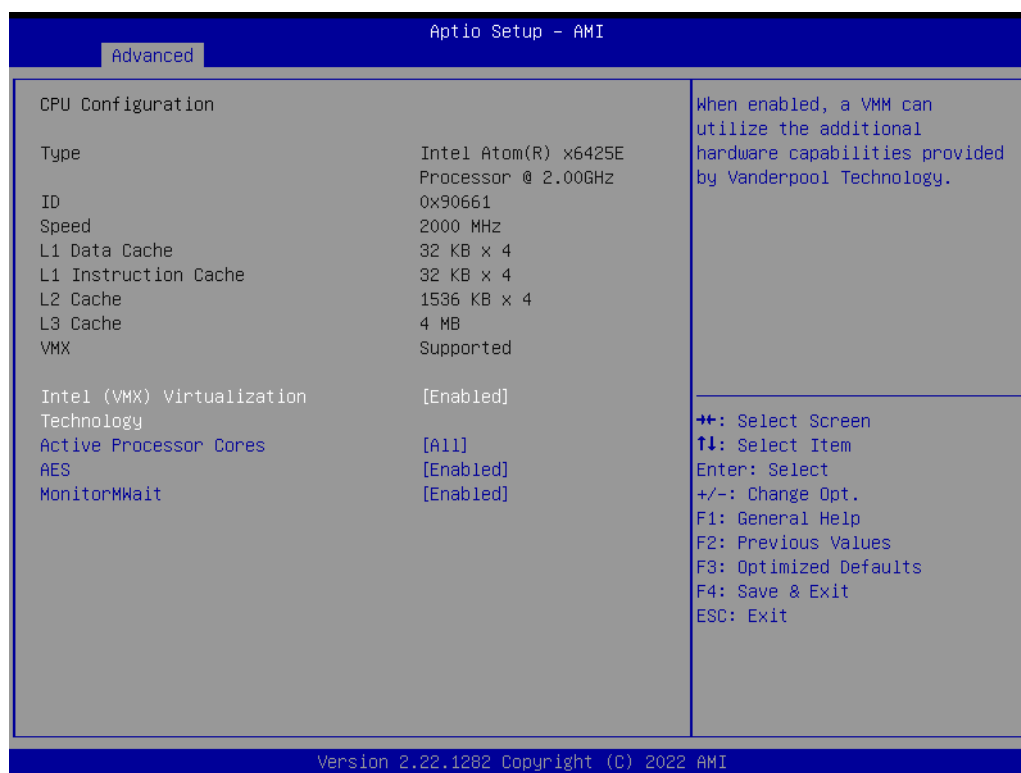 Aptio Setup – AMI
Advanced
CPU Configuration
Type Intel Atom(R) x6425E
Processor @ 2.00GHz
ID 0x90661
Speed 2000 MHz
L1 Data Cache 32 KB x 4
L1 Instruction Cache 32 KB x 4
L2 Cache 1536 KB x 4
L3 Cache 4 MB
VMX Supported
Intel (VMX) Virtualization [Enabled]
Technology
Active Processor Cores [All]
AES [Enabled]
MonitorMWait [Enabled]
When enabled, a VMM can
utilize the additional
hardware capabilities provided
by Vanderpool Technology.
→←: Select Screen
↑↓: Select Item
Enter: Select
+/-: Change Opt.
F1: General Help
F2: Previous Values
F3: Optimized Defaults
F4: Save & Exit
ESC: Exit
Version 2.22.1282 Copyright (C) 2022 AMI